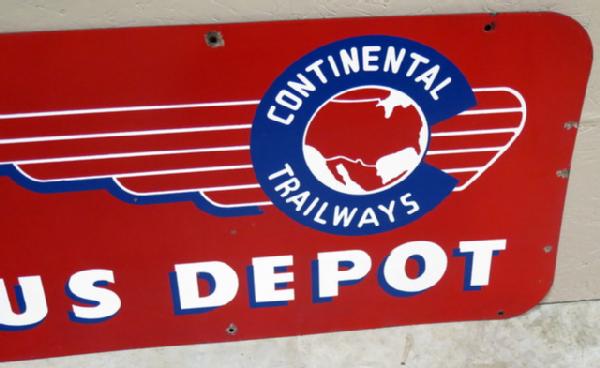 CONTINENTAL
TRAILWAYS
US DEPOT